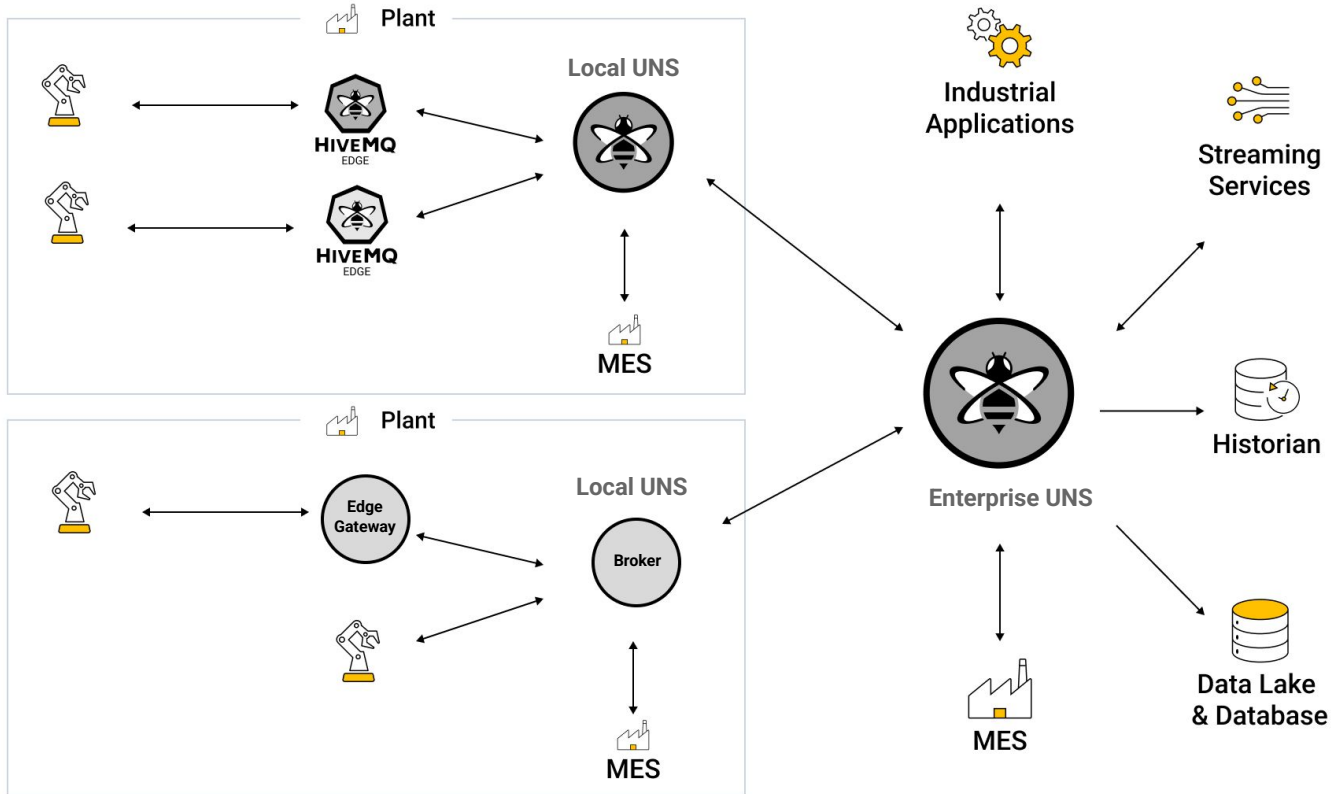 Plant
Local UNS
HIVEMQ
EDGE
HIVEMQ
EDGE
MES
Plant
Local UNS
Edge
Gateway
Broker
MES
Industrial
Applications
Streaming
Services
Historian
Enterprise UNS
MES
Data Lake
& Database